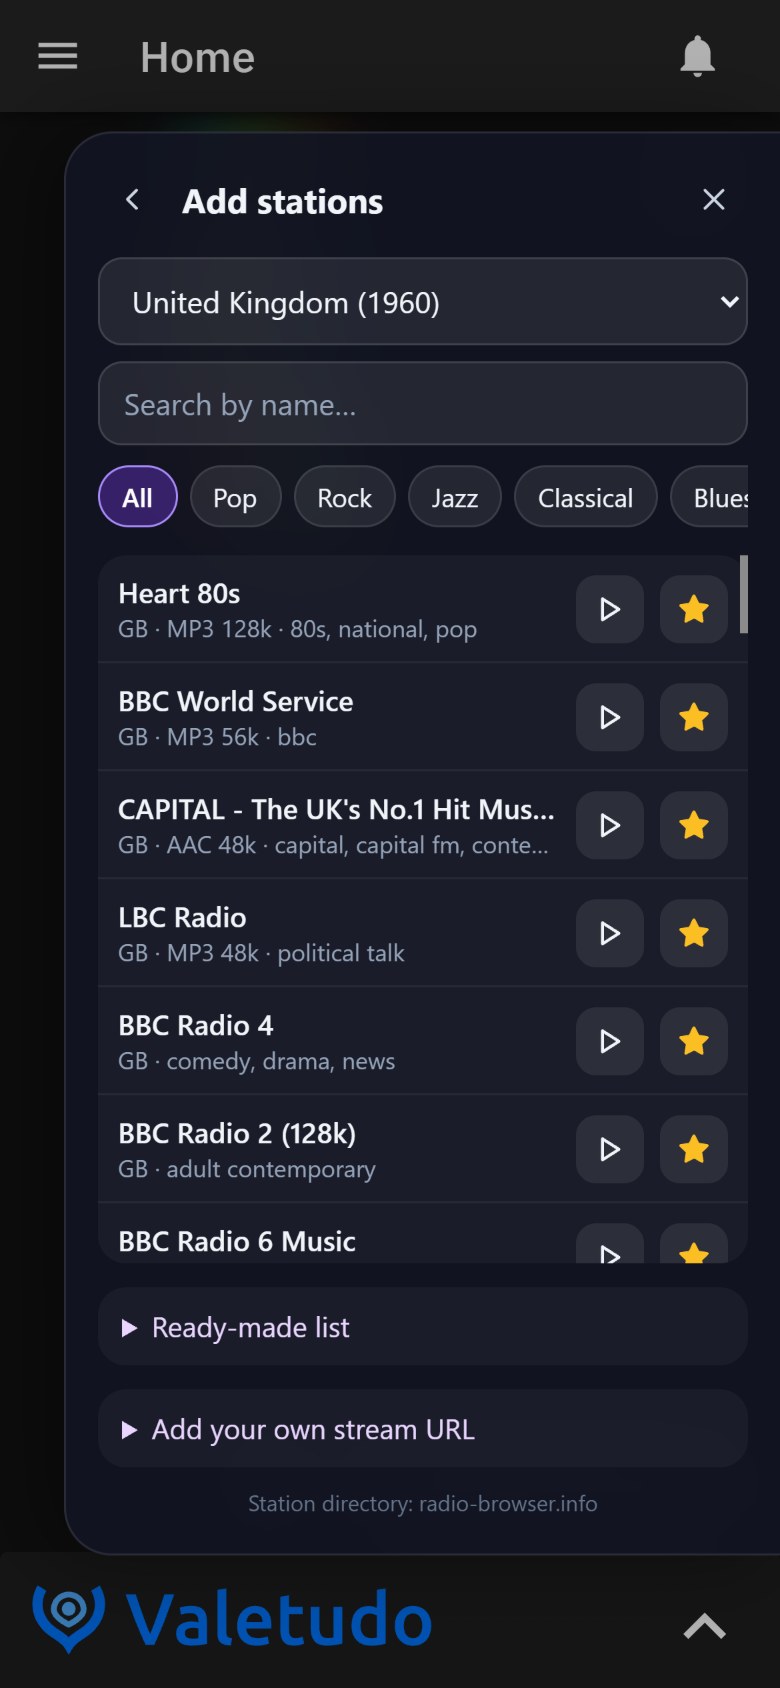 Home
Add stations
United Kingdom (1960)
Search by name...
All
Pop
Rock
Jazz
Classical
Blues
Heart 80s
GB · MP3 128k · 80s, national, pop
BBC World Service
GB · MP3 56k · bbc
CAPITAL - The UK's No.1 Hit Mus...
GB · AAC 48k · capital, capital fm, conte...
LBC Radio
GB · MP3 48k · political talk
BBC Radio 4
GB · comedy, drama, news
BBC Radio 2 (128k)
GB · adult contemporary
BBC Radio 6 Music
Ready-made list
Add your own stream URL
Station directory: radio-browser.info
Valetudo